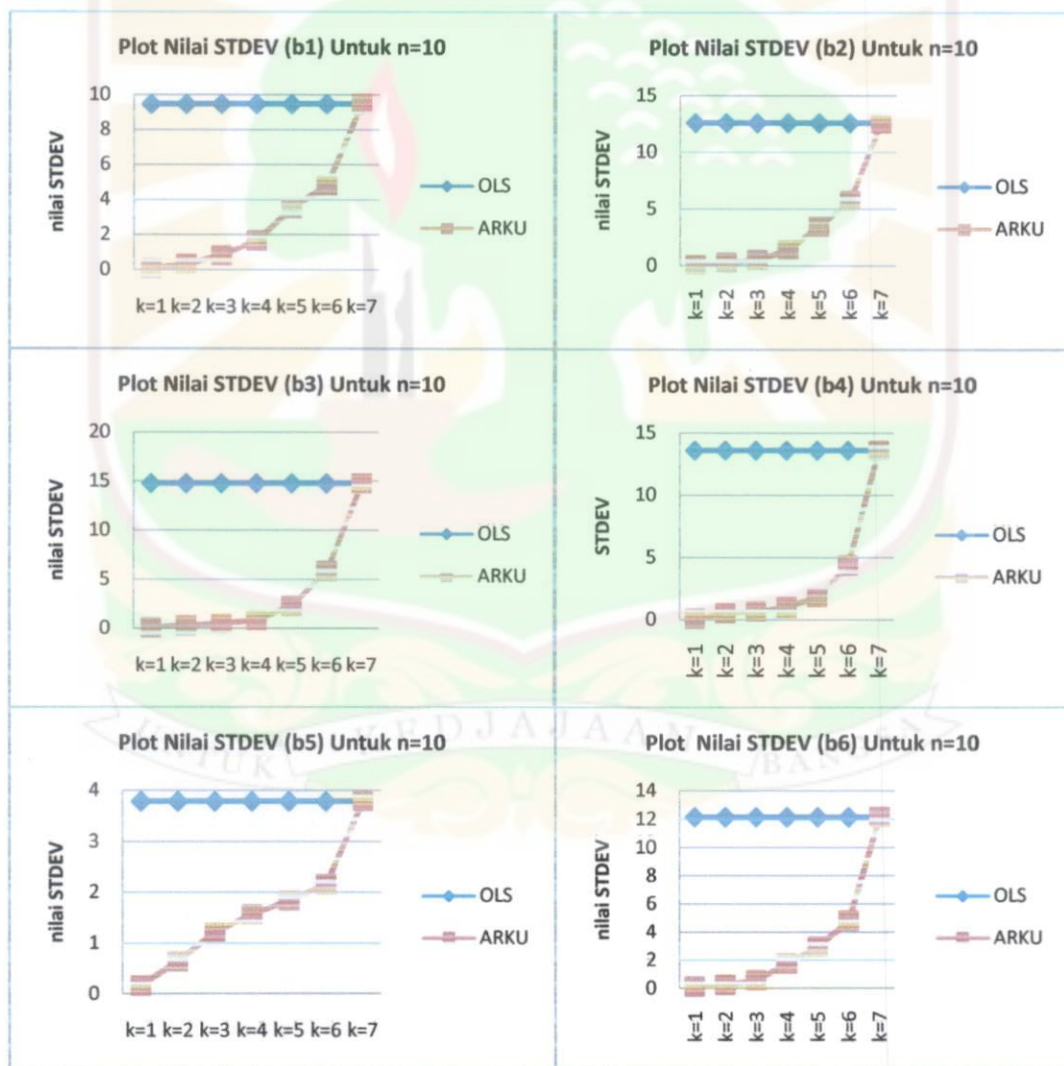 Plot Nilai STDEV (b1) Untuk n=10
10
8
6
4
2
0
nilai STDEV
k=1 k=2 k=3 k=4 k=5 k=6 k=7
OLS
ARKU
Plot Nilai STDEV (b2) Untuk n=10
15
10
5
0
nilai STDEV
k=1
k=2
k=3
k=4
k=5
k=6
k=7
OLS
ARKU
Plot Nilai STDEV (b3) Untuk n=10
20
15
10
5
0
nilai STDEV
k=1 k=2 k=3 k=4 k=5 k=6 k=7
OLS
ARKU
Plot Nilai STDEV (b4) Untuk n=10
15
10
5
0
STDEV
k=1
k=2
k=3
k=4
k=5
k=6
k=7
OLS
ARKU
UNTUK KEDJAJAAN BANGSA
Plot Nilai STDEV (b5) Untuk n=10
4
3
2
1
0
nilai STDEV
k=1 k=2 k=3 k=4 k=5 k=6 k=7
OLS
ARKU
Plot Nilai STDEV (b6) Untuk n=10
14
12
10
8
6
4
2
0
nilai STDEV
k=1
k=2
k=3
k=4
k=5
k=6
k=7
OLS
ARKU